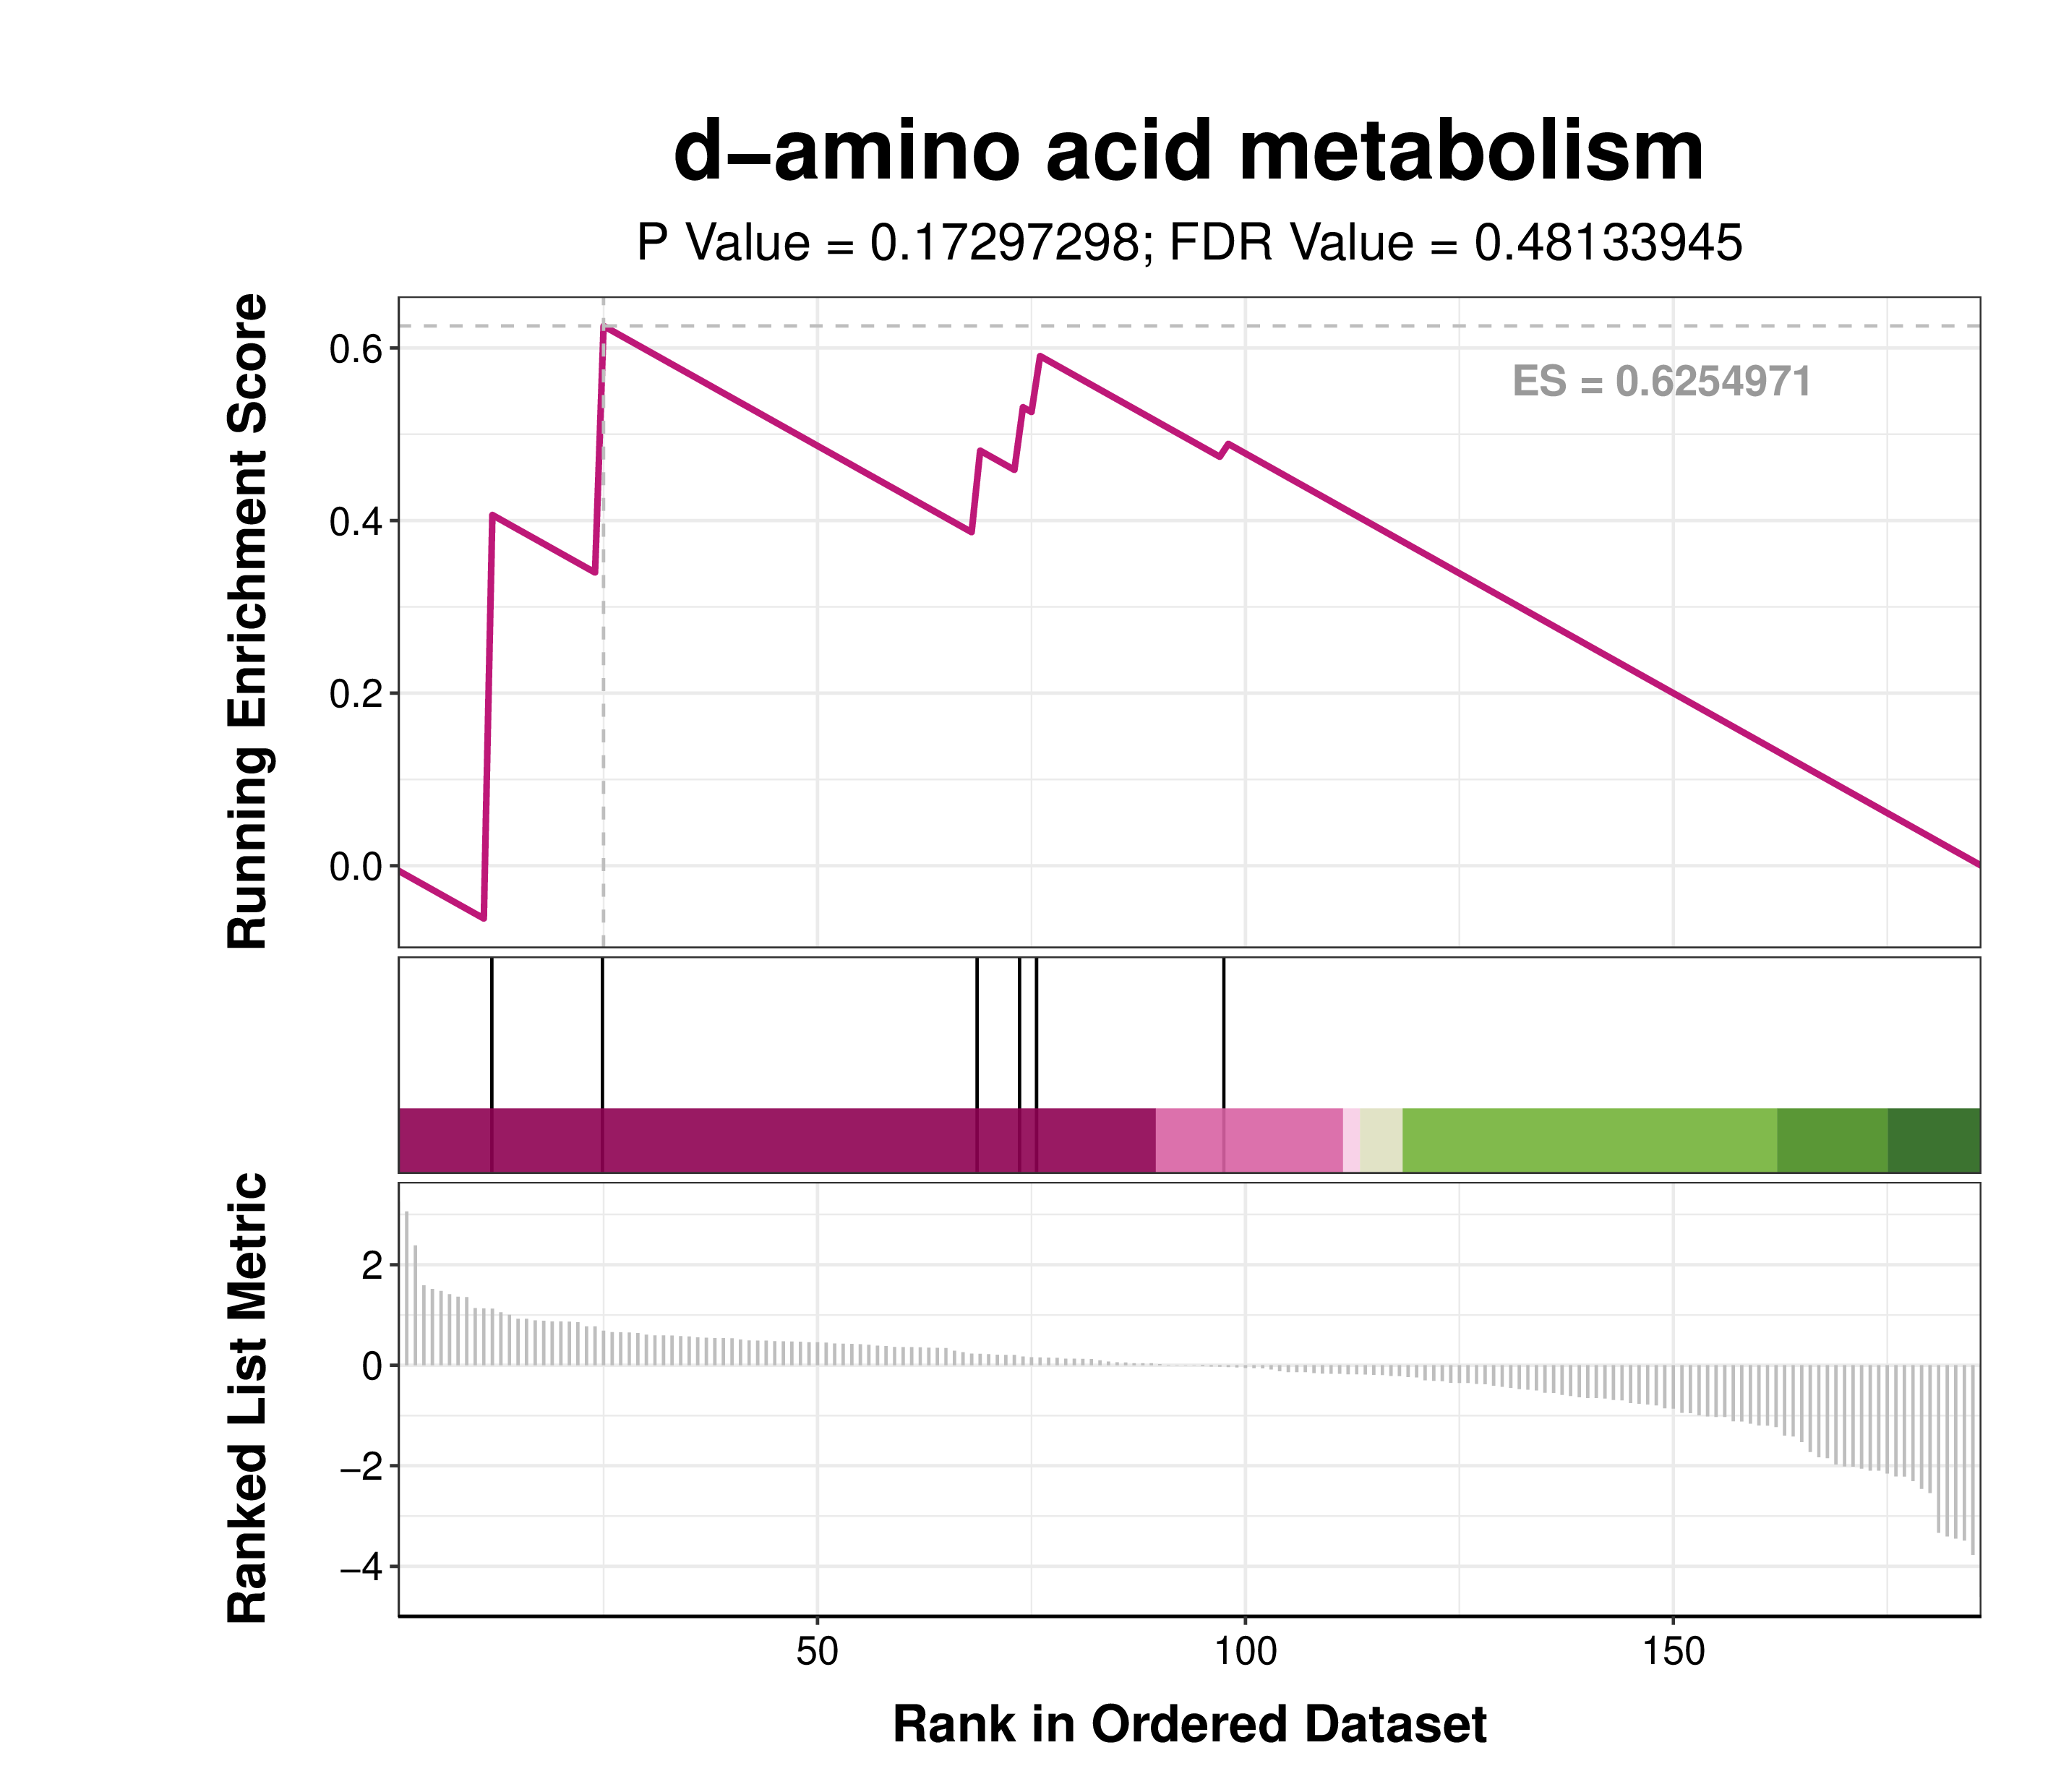 d−amino acid metabolism
P Value = 0.17297298; FDR Value = 0.48133945
Running Enrichment Score
0.6
0.4
0.2
0.0
ES = 0.6254971
Ranked List Metric
2
0
−2
−4
50 100 150
Rank in Ordered Dataset